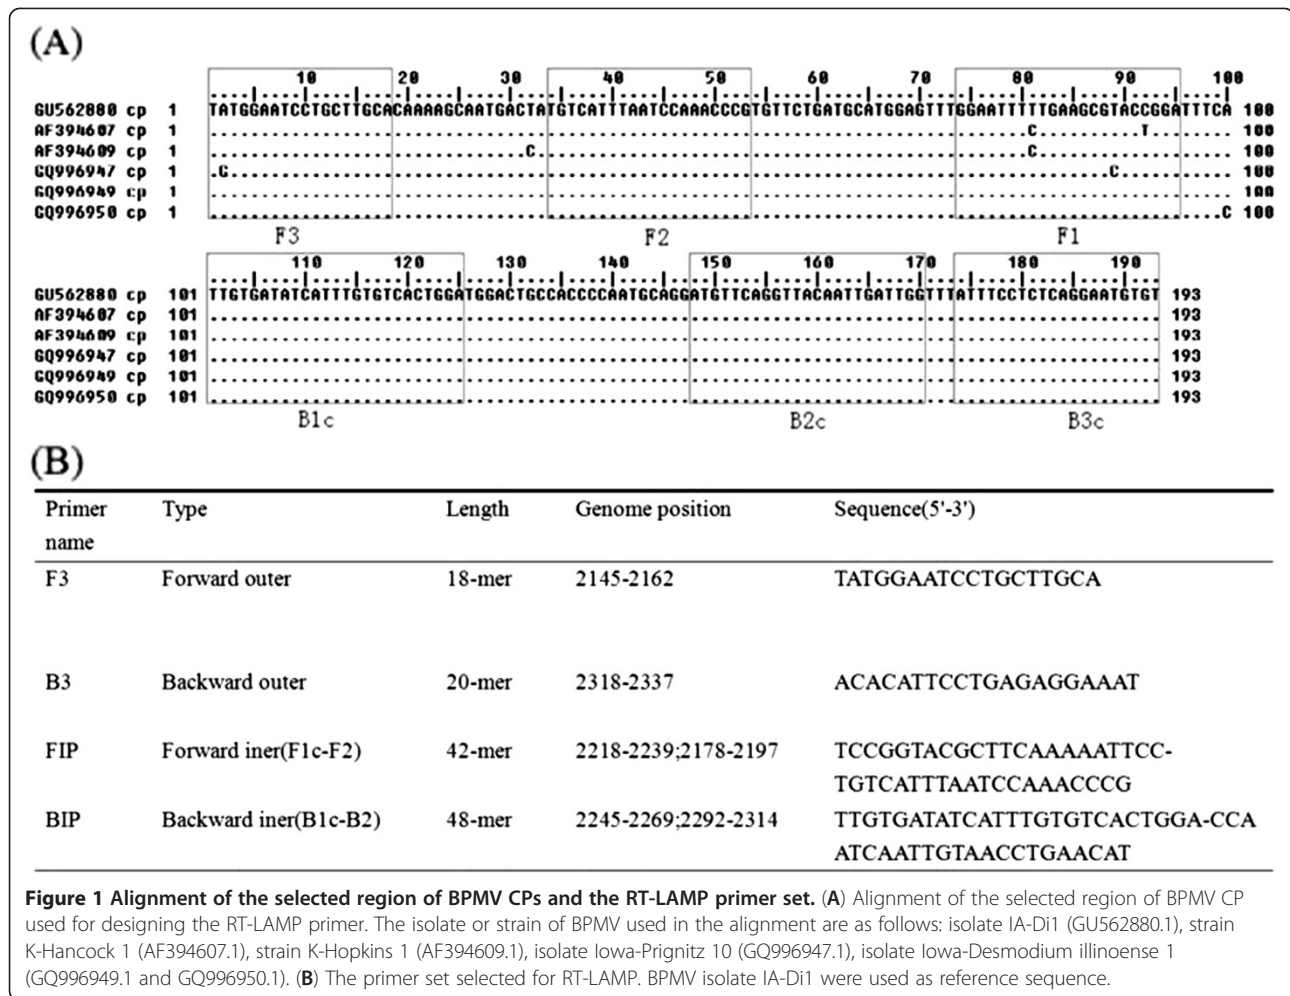 (A)
10 20 30 40 50 60 70 80 90 100
GU562880 cp 1 TATGGAATCCTGCTTGCACAAAAGCAATGACTATGTCATTTAATCCAAACCCGTGTTCTGATGCATGGAGTTTGGAATTTTTGAAGCGTACCGGATTTCA 100
AF394607 cp 1 ................................................................................C..........T........ 100
AF394609 cp 1 ...............................C................................................C................... 100
GQ996947 cp 1 .C.......................................................................................C........... 100
GQ996949 cp 1 .................................................................................................... 100
GQ996950 cp 1 ...................................................................................................C 100
F3 F2 F1
110 120 130 140 150 160 170 180 190
GU562880 cp 101 TTGTGATATCATTTGTGTCACTGGATGGACTGCCACCCCAATGCAGGATGTTCAGGTTACAATTGATTGGTTTATTTCCTCTCAGGAATGTGT 193
AF394607 cp 101 ............................................................................................. 193
AF394609 cp 101 ............................................................................................. 193
GQ996947 cp 101 ............................................................................................. 193
GQ996949 cp 101 ............................................................................................. 193
GQ996950 cp 101 ............................................................................................. 193
B1c B2c B3c
(B)
Primer name Type Length Genome position Sequence(5'-3')
F3 Forward outer 18-mer 2145-2162 TATGGAATCCTGCTTGCA
B3 Backward outer 20-mer 2318-2337 ACACATTCCTGAGAGGAAAT
FIP Forward iner(F1c-F2) 42-mer 2218-2239;2178-2197 TCCGGTACGCTTCAAAAATTCC-
TGTCATTTAATCCAAACCCG
BIP Backward iner(B1c-B2) 48-mer 2245-2269;2292-2314 TTGTGATATCATTTGTGTCACTGGA-CCA
ATCAATTGTAACCTGAACAT
Figure 1 Alignment of the selected region of BPMV CPs and the RT-LAMP primer set. (A) Alignment of the selected region of BPMV CP
used for designing the RT-LAMP primer. The isolate or strain of BPMV used in the alignment are as follows: isolate IA-Di1 (GU562880.1), strain
K-Hancock 1 (AF394607.1), strain K-Hopkins 1 (AF394609.1), isolate Iowa-Prignitz 10 (GQ996947.1), isolate Iowa-Desmodium illinoense 1
(GQ996949.1 and GQ996950.1). (B) The primer set selected for RT-LAMP. BPMV isolate IA-Di1 were used as reference sequence.